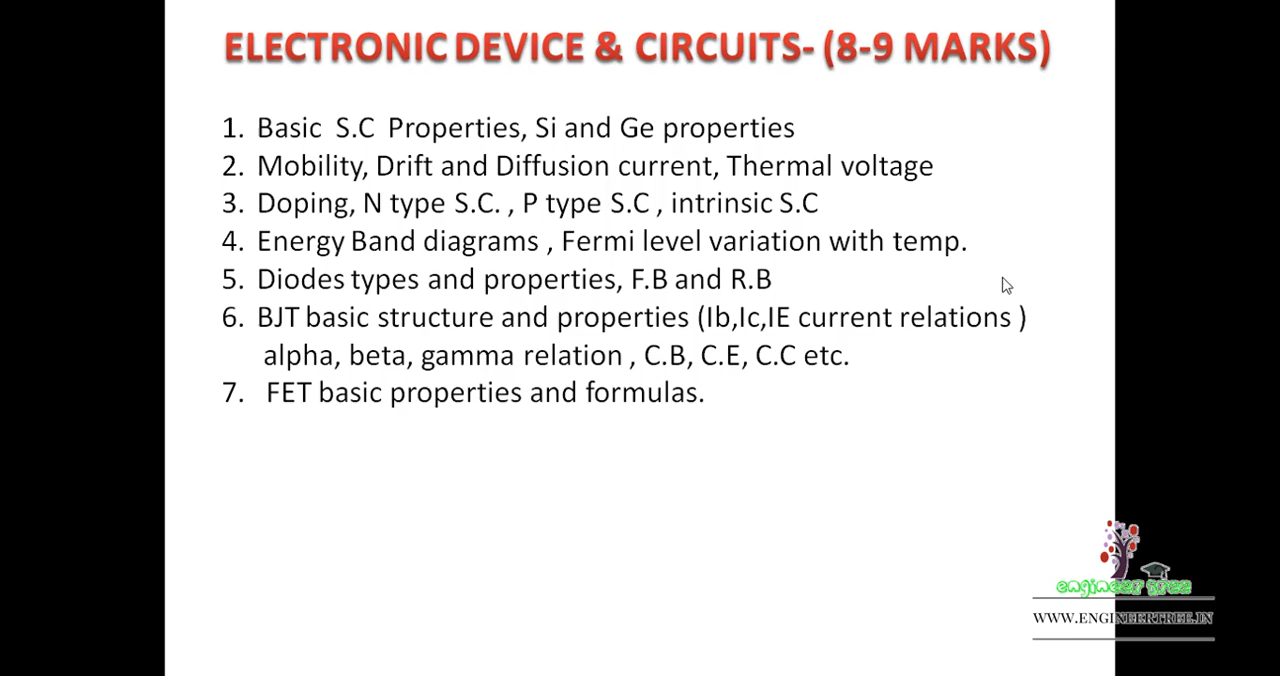 ELECTRONIC DEVICE & CIRCUITS- (8-9 MARKS)
1. Basic S.C Properties, Si and Ge properties
2. Mobility, Drift and Diffusion current, Thermal voltage
3. Doping, N type S.C. , P type S.C , intrinsic S.C
4. Energy Band diagrams , Fermi level variation with temp.
5. Diodes types and properties, F.B and R.B
6. BJT basic structure and properties (Ib,Ic,IE current relations )
alpha, beta, gamma relation , C.B, C.E, C.C etc.
7. FET basic properties and formulas.
engineer tree
WWW.ENGINEERTREE.IN